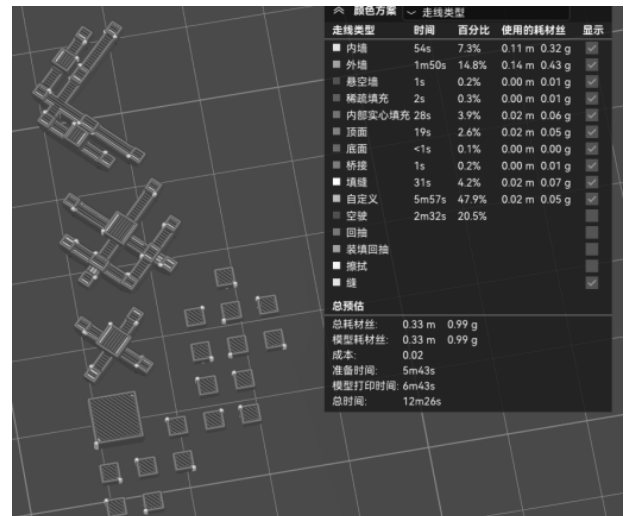 颜色方案 走线类型
走线类型 时间 百分比 使用的耗材丝 显示
内墙 54s 7.3% 0.11 m 0.32 g
外墙 1m50s 14.8% 0.14 m 0.43 g
悬空墙 1s 0.2% 0.00 m 0.01 g
稀疏填充 2s 0.3% 0.00 m 0.01 g
内部实心填充 28s 3.9% 0.02 m 0.06 g
顶面 19s 2.6% 0.02 m 0.05 g
底面 <1s 0.1% 0.00 m 0.00 g
桥接 1s 0.2% 0.00 m 0.01 g
填缝 31s 4.2% 0.02 m 0.07 g
自定义 5m57s 47.9% 0.02 m 0.05 g
空驶 2m32s 20.5%
回抽
装填回抽
擦拭
缝
总预估
总耗材丝: 0.33 m 0.99 g
模型耗材丝: 0.33 m 0.99 g
成本: 0.02
准备时间: 5m43s
模型打印时间: 6m43s
总时间: 12m26s